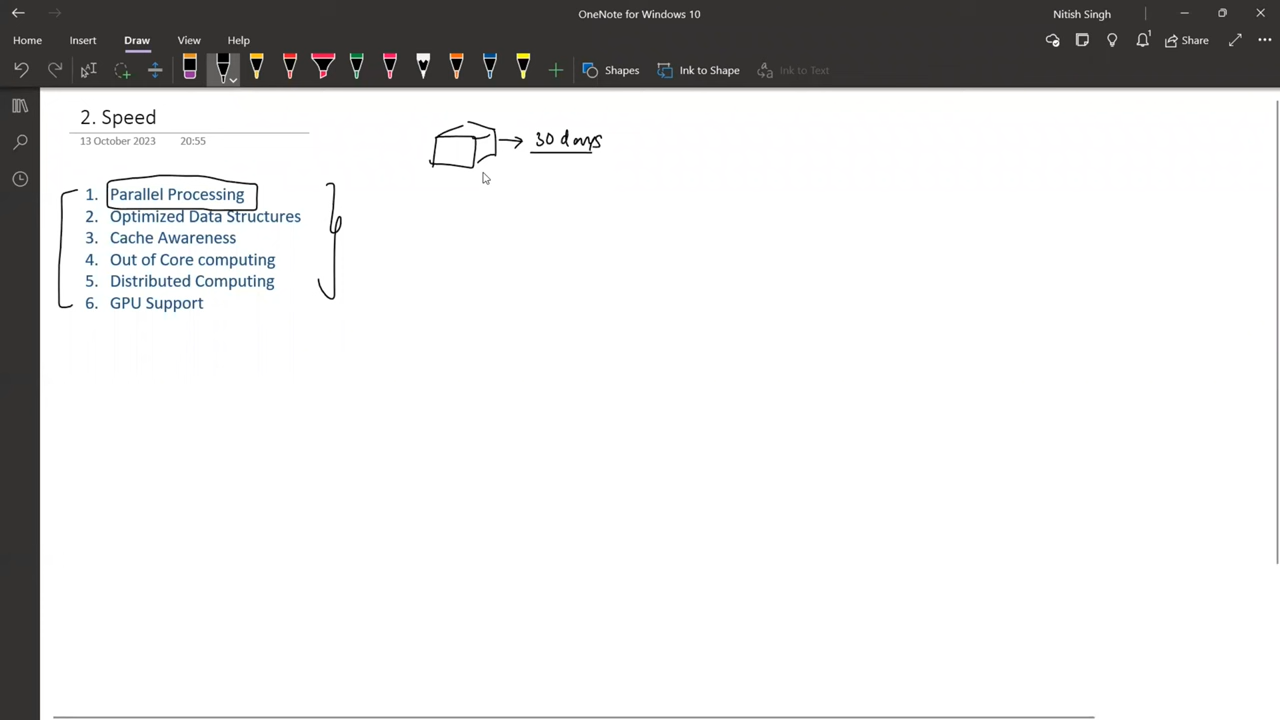 OneNote for Windows 10
Nitish Singh
Home
Insert
Draw
View
Help
Share
Shapes
Ink to Shape
Ink to Text
2. Speed
13 October 2023
20:55
30 days
1. Parallel Processing
2. Optimized Data Structures
3. Cache Awareness
4. Out of Core computing
5. Distributed Computing
6. GPU Support